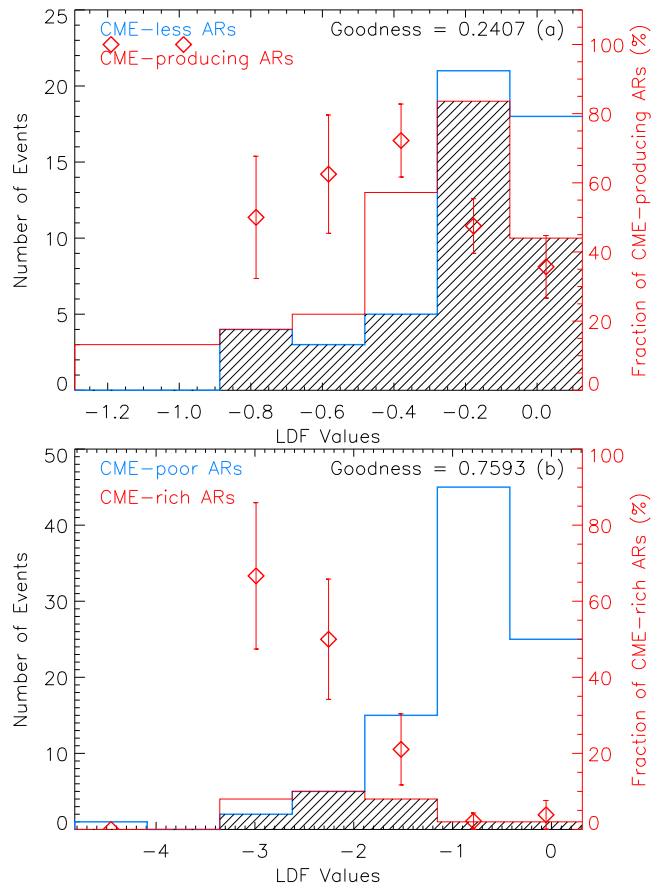 CME−less ARs
CME−producing ARs
Goodness = 0.2407 (a)
25
20
15
10
5
0
Number of Events
100
80
60
40
20
0
Fraction of CME−producing ARs (%)
−1.2 −1.0 −0.8 −0.6 −0.4 −0.2 0.0
LDF Values
CME−poor ARs
CME−rich ARs
Goodness = 0.7593 (b)
50
40
30
20
10
0
Number of Events
100
80
60
40
20
0
Fraction of CME−rich ARs (%)
−4 −3 −2 −1 0
LDF Values